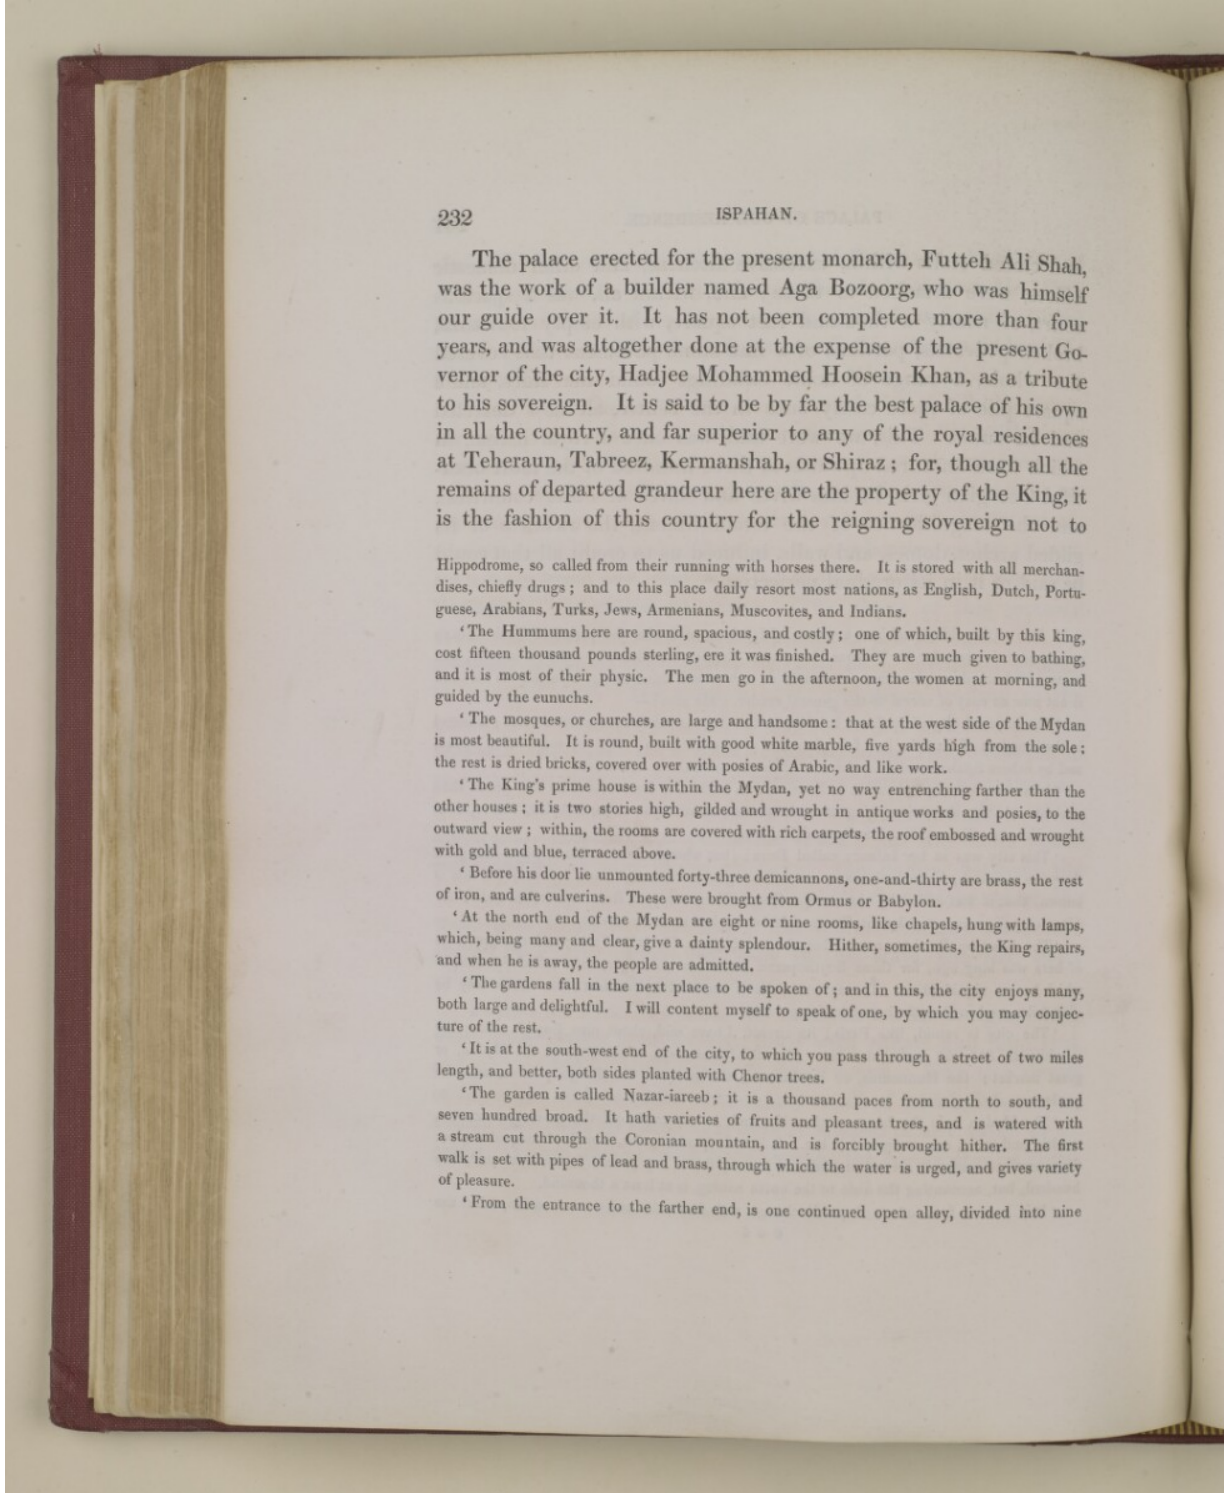 232
ISPAHAN.
The palace erected for the present monarch, Futteh Ali Shah,
was the work of a builder named Aga Bozoorg, who was himself
our guide over it. It has not been completed more than four
years, and was altogether done at the expense of the present Go-
vernor of the city, Hadjee Mohammed Hoosein Khan, as a tribute
to his sovereign. It is said to be by far the best palace of his own
in all the country, and far superior to any of the royal residences
at Teheraun, Tabreez, Kermanshah, or Shiraz; for, though all the
remains of departed grandeur here are the property of the King, it
is the fashion of this country for the reigning sovereign not to
Hippodrome, so called from their running with horses there. It is stored with all merchan-
dises, chiefly drugs; and to this place daily resort most nations, as English, Dutch, Portu-
guese, Arabians, Turks, Jews, Armenians, Muscovites, and Indians.
‘The Hummums here are round, spacious, and costly; one of which, built by this king,
cost fifteen thousand pounds sterling, ere it was finished. They are much given to bathing,
and it is most of their physic. The men go in the afternoon, the women at morning, and
guided by the eunuchs.
‘The mosques, or churches, are large and handsome: that at the west side of the Mydan
is most beautiful. It is round, built with good white marble, five yards high from the sole;
the rest is dried bricks, covered over with posies of Arabic, and like work.
‘The King's prime house is within the Mydan, yet no way entrenching farther than the
other houses; it is two stories high, gilded and wrought in antique works and posies, to the
outward view; within, the rooms are covered with rich carpets, the roof embossed and wrought
with gold and blue, terraced above.
‘Before his door lie unmounted forty-three demicannons, one-and-thirty are brass, the rest
of iron, and are culverins. These were brought from Ormus or Babylon.
‘At the north end of the Mydan are eight or nine rooms, like chapels, hung with lamps,
which, being many and clear, give a dainty splendour. Hither, sometimes, the King repairs,
and when he is away, the people are admitted.
‘The gardens fall in the next place to be spoken of; and in this, the city enjoys many,
both large and delightful. I will content myself to speak of one, by which you may conjec-
ture of the rest.
‘It is at the south-west end of the city, to which you pass through a street of two miles
length, and better, both sides planted with Chenor trees.
‘The garden is called Nazar-iareeb; it is a thousand paces from north to south, and
seven hundred broad. It hath varieties of fruits and pleasant trees, and is watered with
a stream cut through the Coronian mountain, and is forcibly brought hither. The first
walk is set with pipes of lead and brass, through which the water is urged, and gives variety
of pleasure.
‘From the entrance to the farther end, is one continued open alley, divided into nine